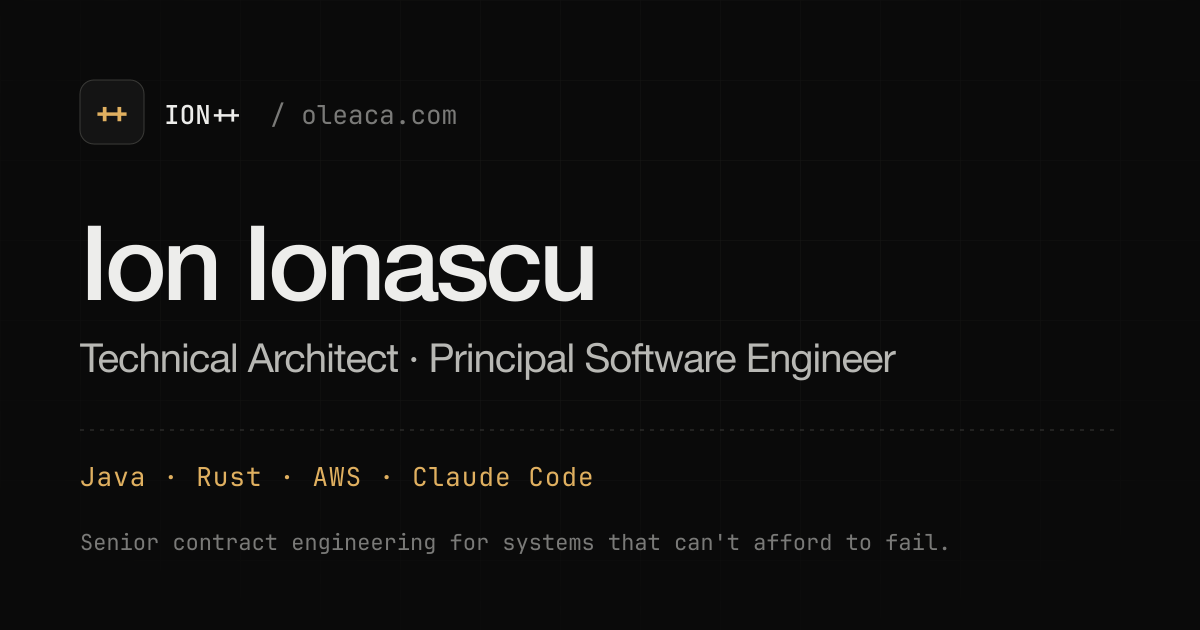 ++ ION++ / oleaca.com
Ion Ionascu
Technical Architect · Principal Software Engineer
Java · Rust · AWS · Claude Code
Senior contract engineering for systems that can't afford to fail.